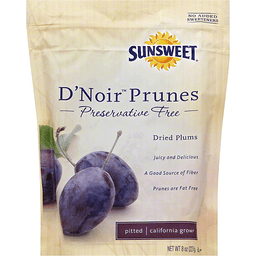 NO ADDED
SWEETENERS
SUNSWEET
D'Noir™ Prunes
Preservative Free
Dried Plums
Juicy and Delicious
A Good Source of Fiber
Prunes are Fat Free
pitted | california grown
NET WT 8 oz (227g)